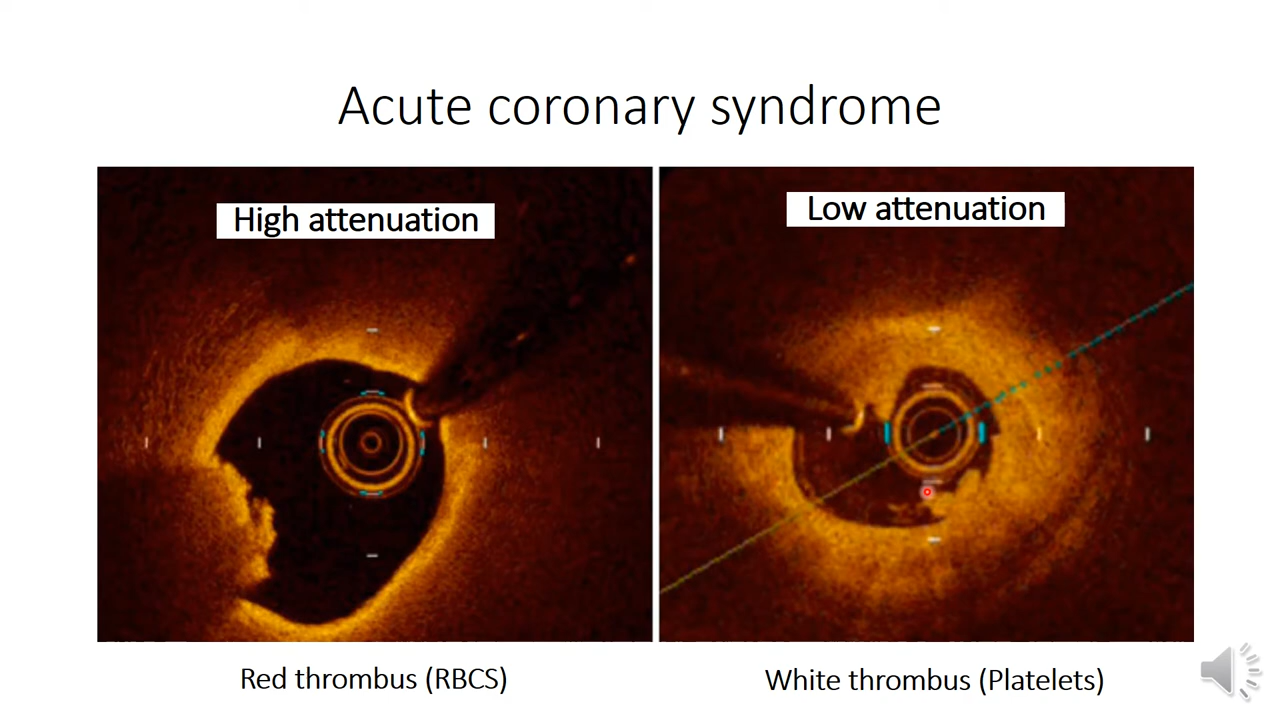 Acute coronary syndrome
High attenuation
Low attenuation
Red thrombus (RBCS)
White thrombus (Platelets)